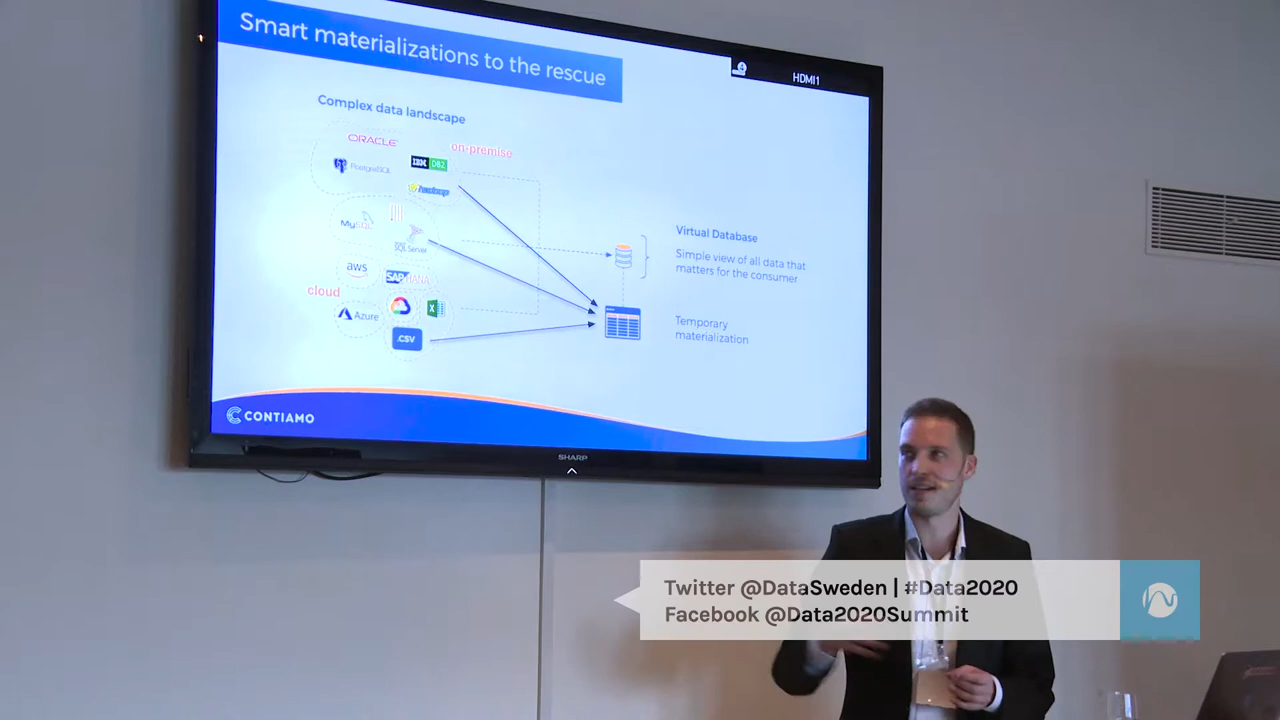 Smart materializations to the rescue
HDMI1
Complex data landscape
ORACLE
on-premise
PostgreSQL
IBM DB2
hadoop
MySQL
SQL Server
aws
SAP HANA
cloud
Azure
.CSV
Virtual Database
Simple view of all data that
matters for the consumer
Temporary
materialization
CONTIAMO
SHARP
Twitter @DataSweden | #Data2020
Facebook @Data2020Summit